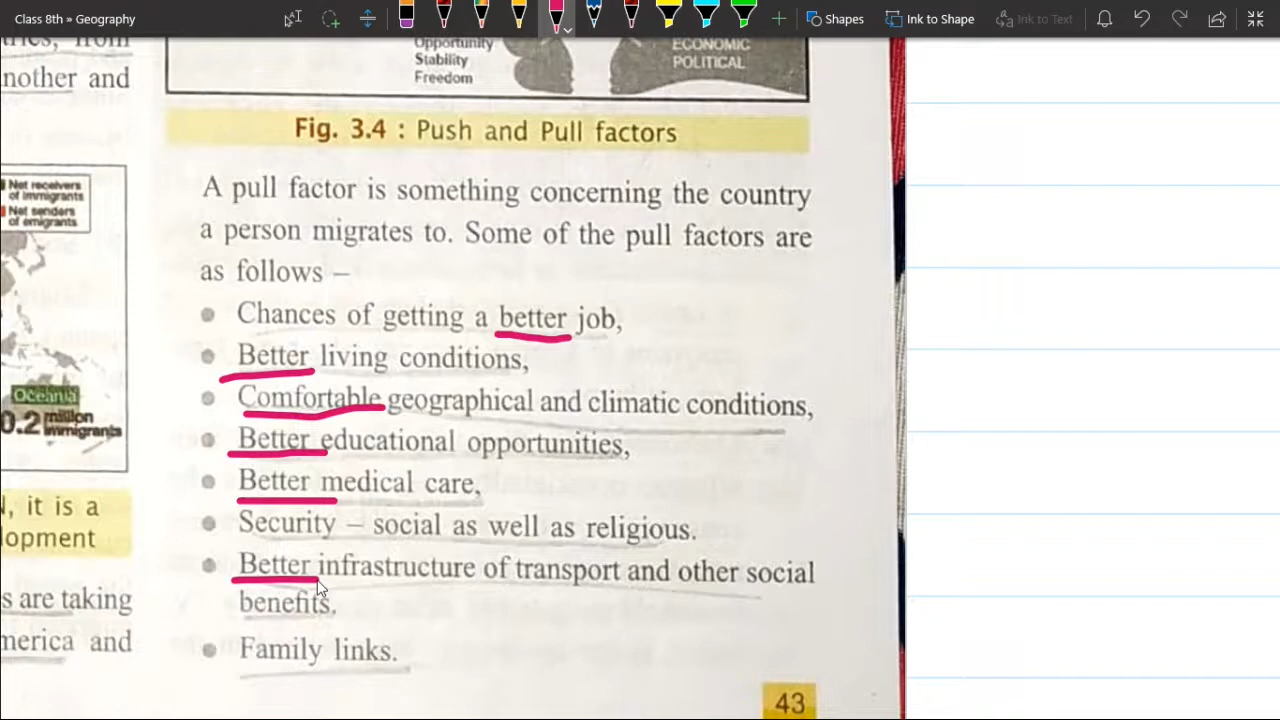 Class 8th » Geography
Shapes
Ink to Shape
Ink to Text
ries, from
nother and
Opportunity
Stability
Freedom
ECONOMIC
POLITICAL
Fig. 3.4 : Push and Pull factors
Net receivers
of immigrants
Net senders
of emigrants
Oceania
0.2 million
immigrants
N, it is a
lopment
s are taking
merica and
A pull factor is something concerning the country
a person migrates to. Some of the pull factors are
as follows –
Chances of getting a better job,
Better living conditions,
Comfortable geographical and climatic conditions,
Better educational opportunities,
Better medical care,
Security – social as well as religious.
Better infrastructure of transport and other social
benefits.
Family links.
43